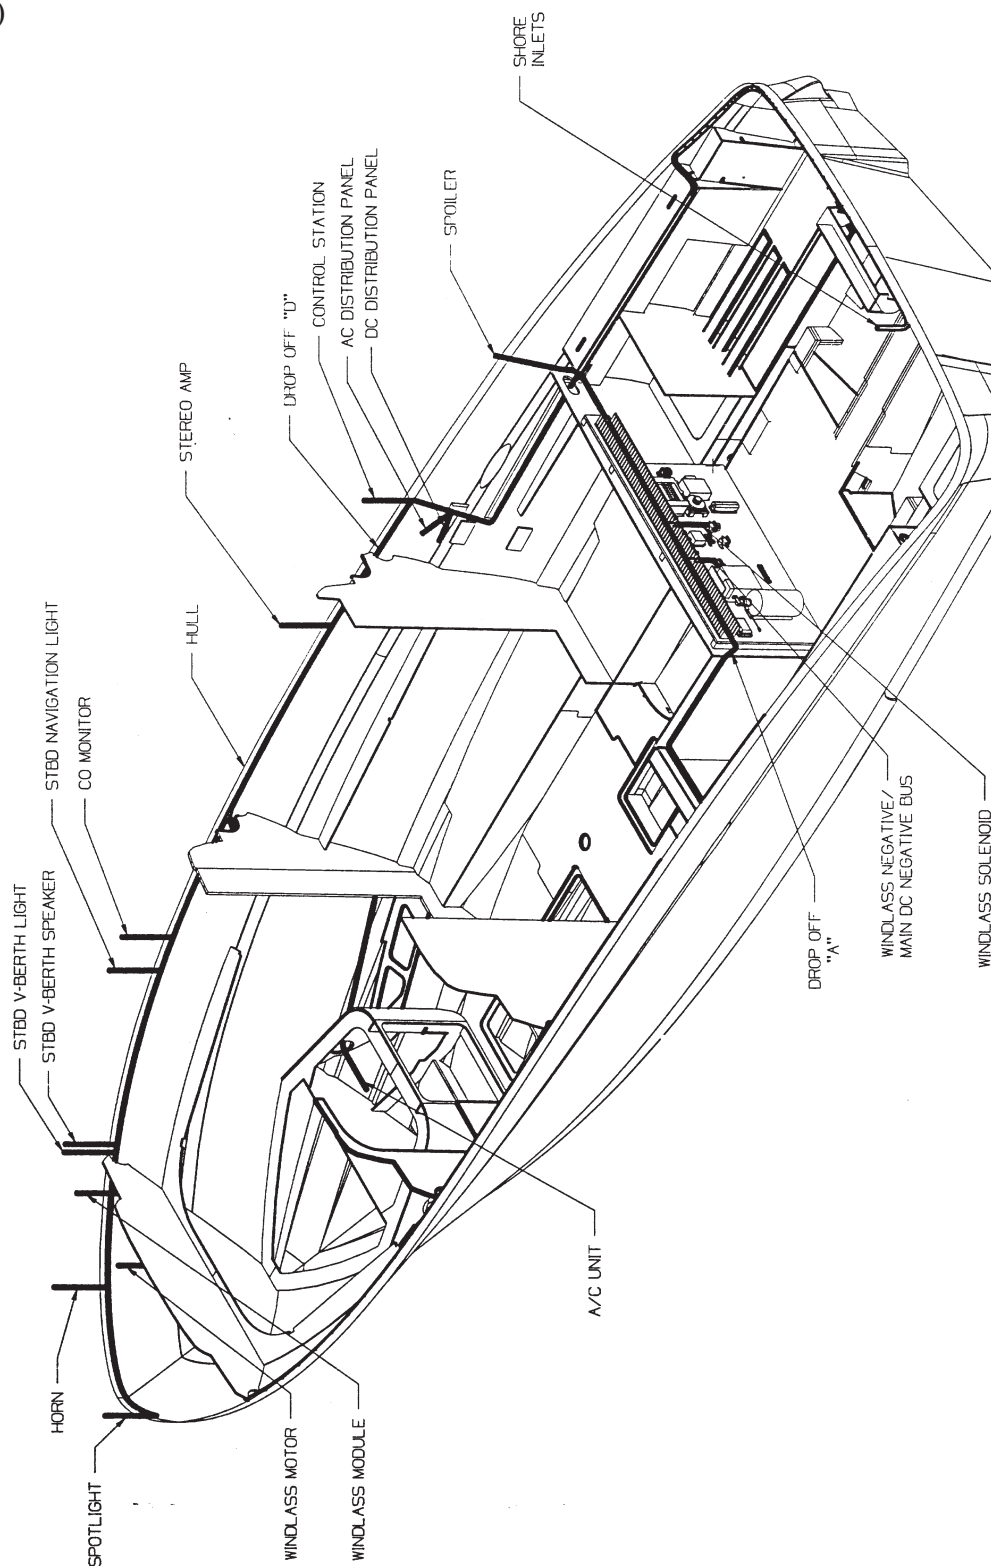 )
SHORE
INLETS
SPOILER
DC DISTRIBUTION PANEL
AC DISTRIBUTION PANEL
CONTROL STATION
DROP OFF "D"
STEREO AMP
HULL
STBD NAVIGATION LIGHT
CO MONITOR
STBD V-BERTH LIGHT
STBD V-BERTH SPEAKER
HORN
SPOTLIGHT
WINDLASS MOTOR
WINDLASS MODULE
A/C UNIT
DROP OFF
"A"
WINDLASS NEGATIVE/
MAIN DC NEGATIVE BUS
WINDLASS SOLENOID